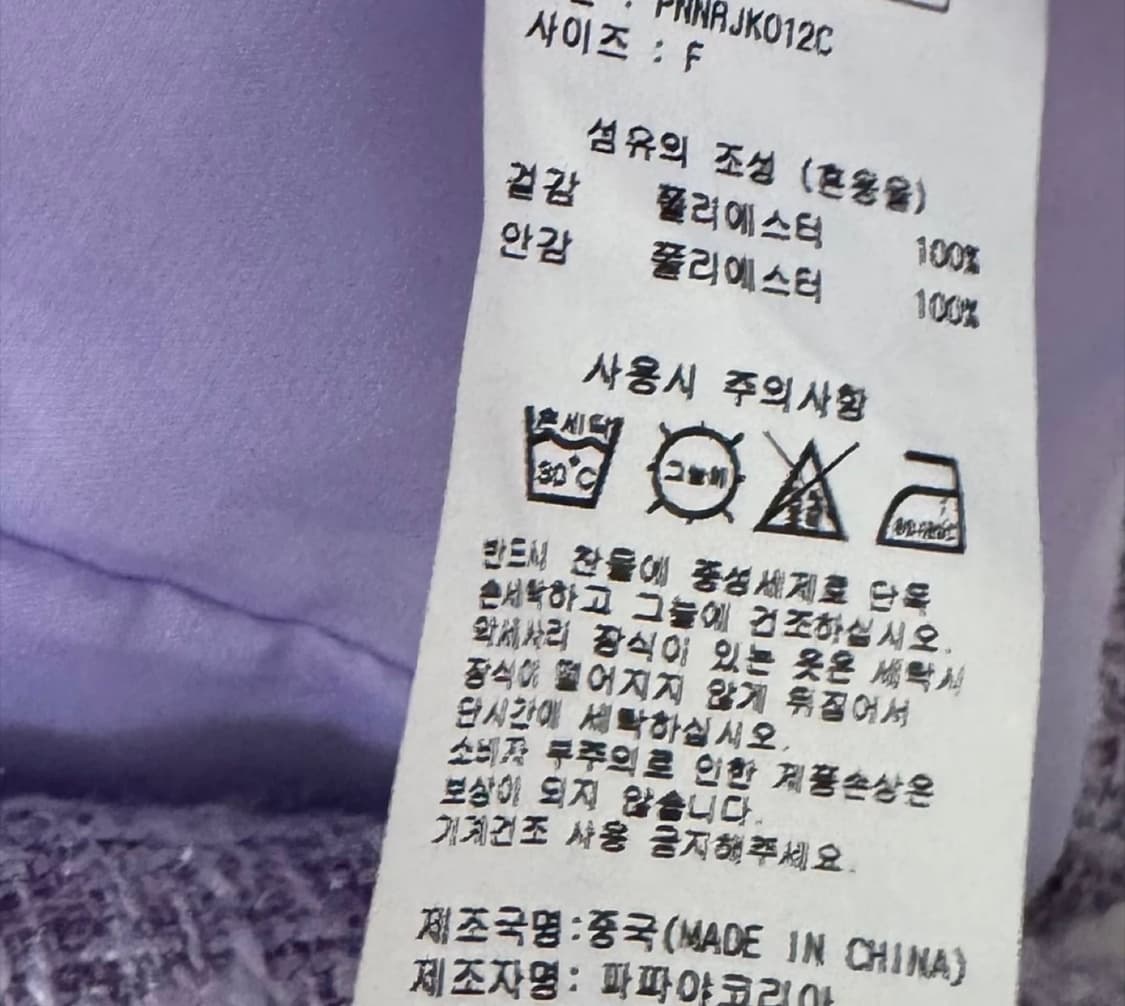 : PNNAJK012C
사이즈 : F
섬유의 조성 (혼용율)
겉감 폴리에스터 100%
안감 폴리에스터 100%
사용시 주의사항
손세탁
30°C
그늘에
반드시 찬물에 중성세제로 단독
손세탁하고 그늘에 건조하십시오.
악세사리 장식이 있는 옷은 세탁시
장식이 떨어지지 않게 뒤집어서
단시간에 세탁하십시오.
소비자 부주의로 인한 제품손상은
보상이 되지 않습니다.
기계건조 사용 금지해주세요.
제조국명:중국(MADE IN CHINA)
제조자명: 파파야코리아